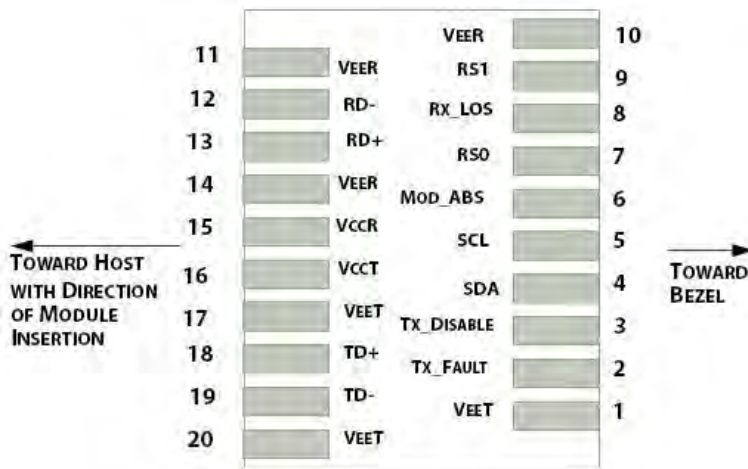 11 VEER
12 RD-
13 RD+
14 VEER
15 VCCR
16 VCCT
17 VEET
18 TD+
19 TD-
20 VEET
VEER 10
RS1 9
RX_LOS 8
RS0 7
MOD_ABS 6
SCL 5
SDA 4
TX_DISABLE 3
TX_FAULT 2
VEET 1
TOWARD HOST
WITH DIRECTION
OF MODULE
INSERTION
TOWARD
BEZEL